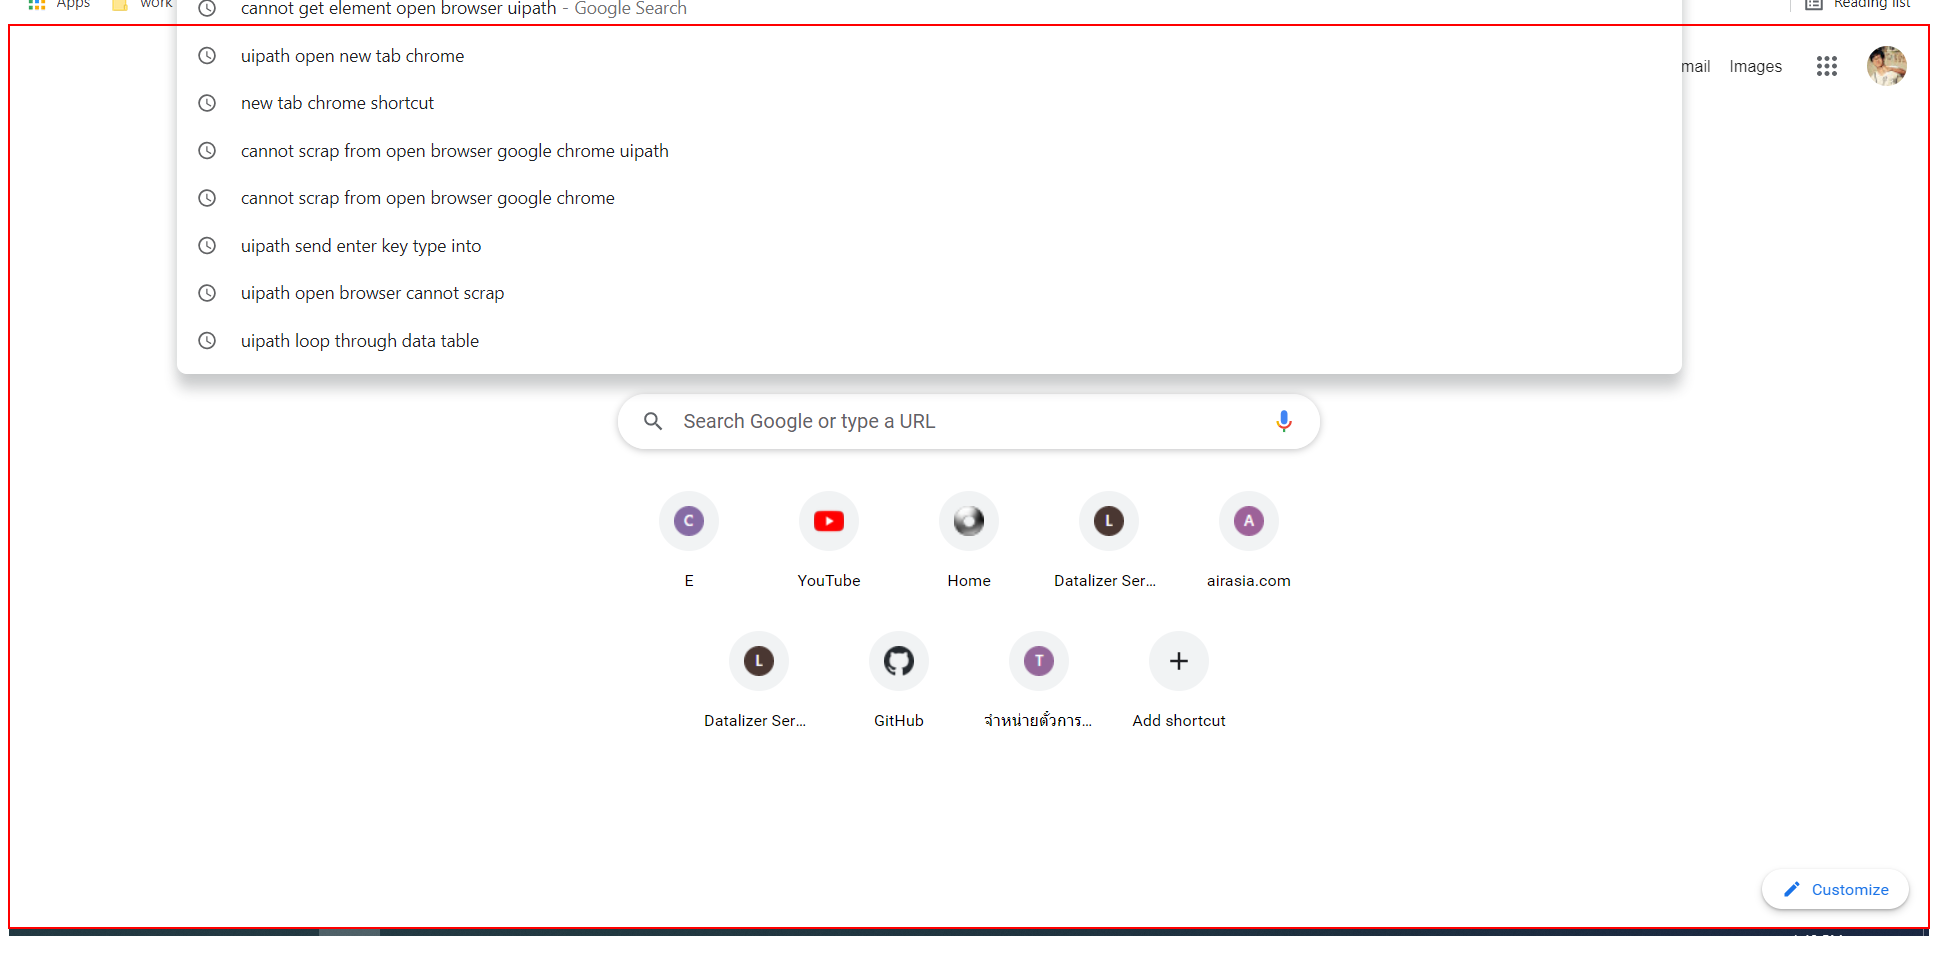 Apps
work
Reading list
cannot get element open browser uipath - Google Search
uipath open new tab chrome
mail Images
new tab chrome shortcut
cannot scrap from open browser google chrome uipath
cannot scrap from open browser google chrome
uipath send enter key type into
uipath open browser cannot scrap
uipath loop through data table
Search Google or type a URL
C
L
A
E
YouTube
Home
Datalizer Ser...
airasia.com
L
T
Datalizer Ser...
GitHub
จำหน่ายตั๋วการ...
Add shortcut
Customize